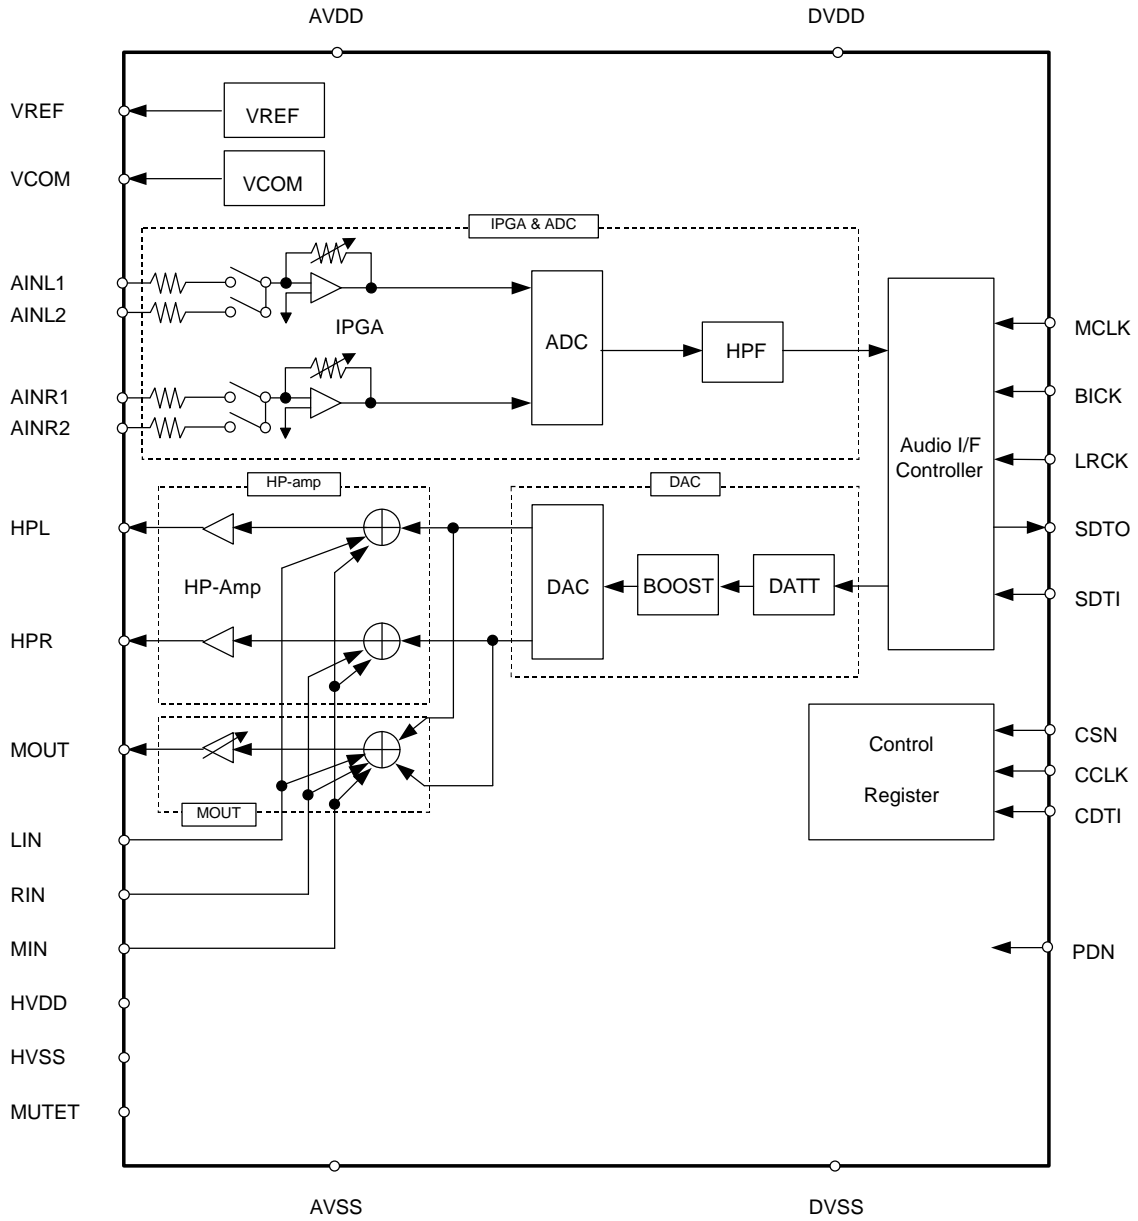 AVDD
DVDD
VREF
VREF
VCOM
VCOM
IPGA & ADC
AINL1
AINL2
IPGA
ADC
HPF
MCLK
BICK
AINR1
AINR2
Audio I/F
Controller
LRCK
HP-amp
DAC
HPL
SDTO
HP-Amp
DAC
BOOST
DATT
SDTI
HPR
MOUT
Control
Register
CSN
CCLK
CDTI
MOUT
LIN
RIN
MIN
PDN
HVDD
HVSS
MUTET
AVSS
DVSS